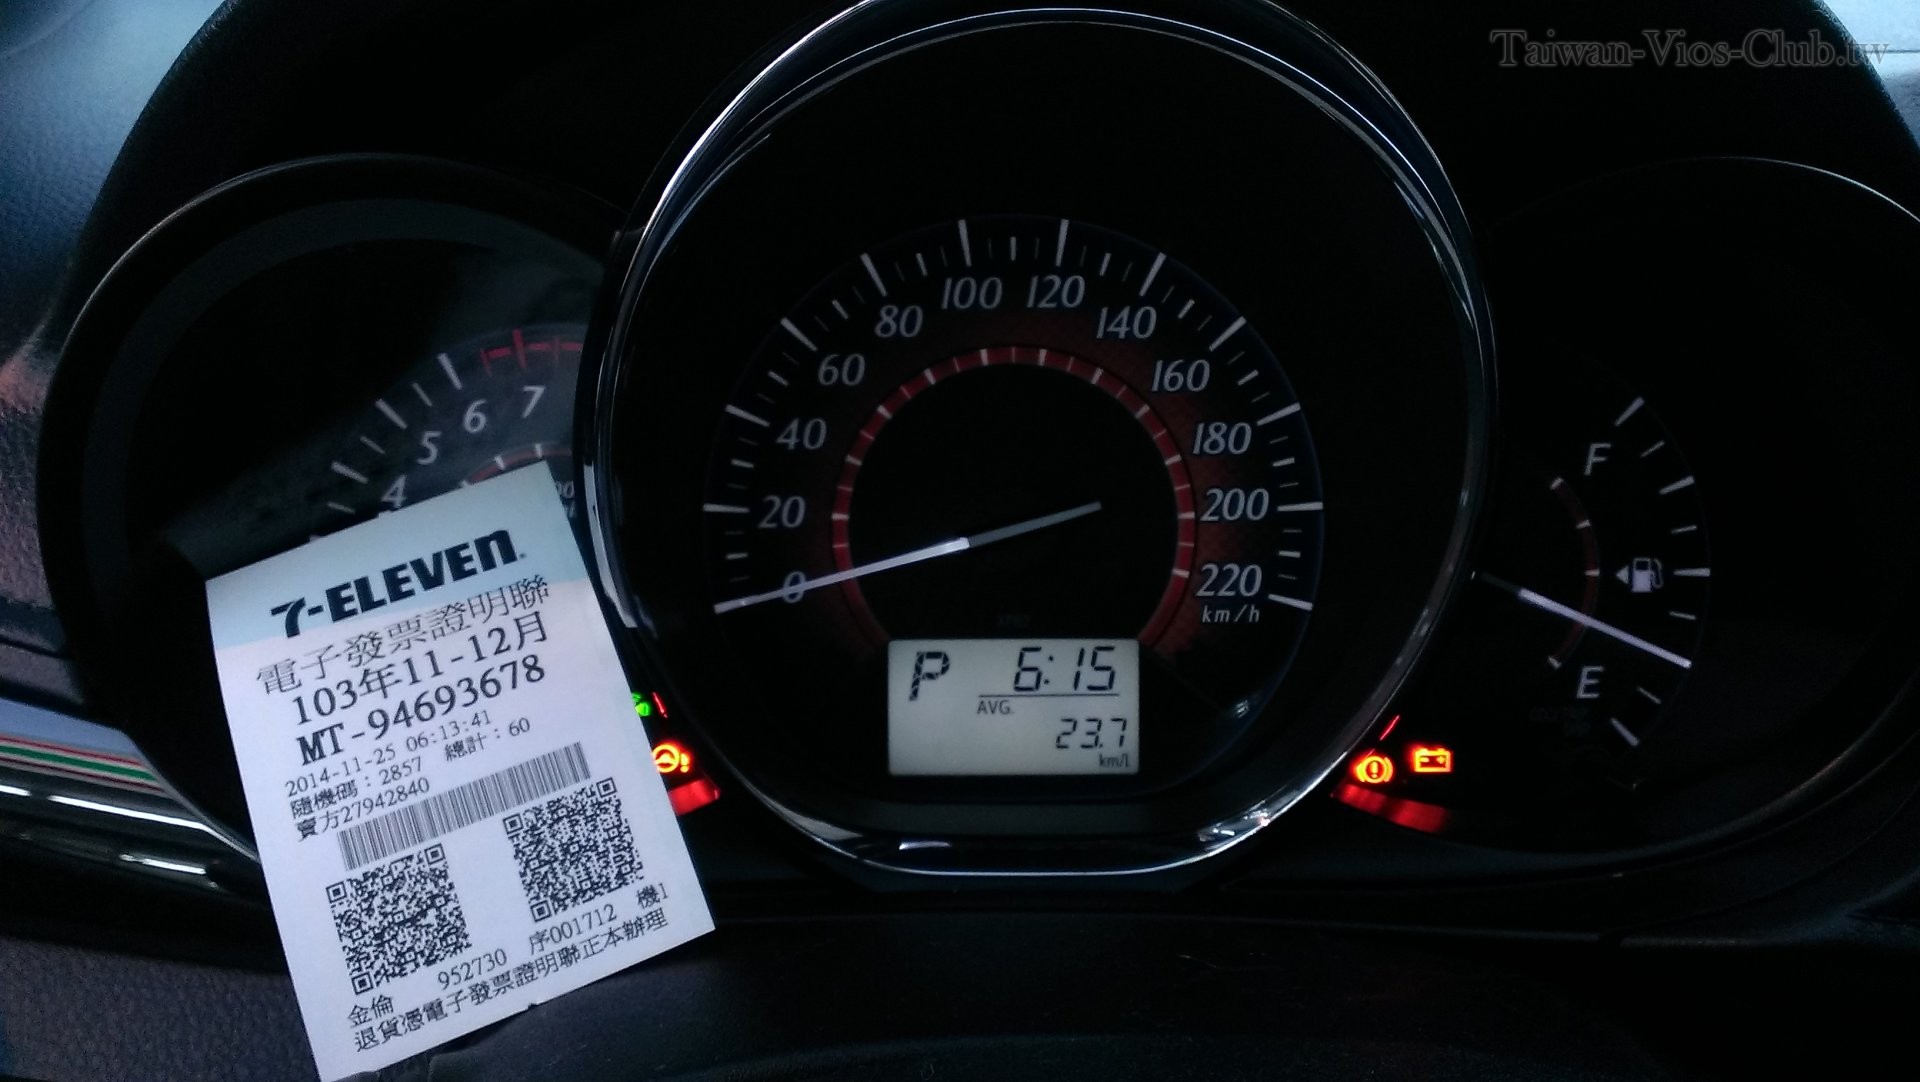 Taiwan-Vios-Club.tw
4
5
6
7
0
20
40
60
80
100
120
140
160
180
200
220
km/h
P 6:15
AVG.
23.7
km/L
F
E
7-ELEVEN
電子發票證明聯
103年11-12月
MT-94693678
2014-11-25 06:13:41
隨機碼：2857 總計：60
賣方27942840
952730 序001712 機1
金倫
退貨憑電子發票證明聯正本辦理